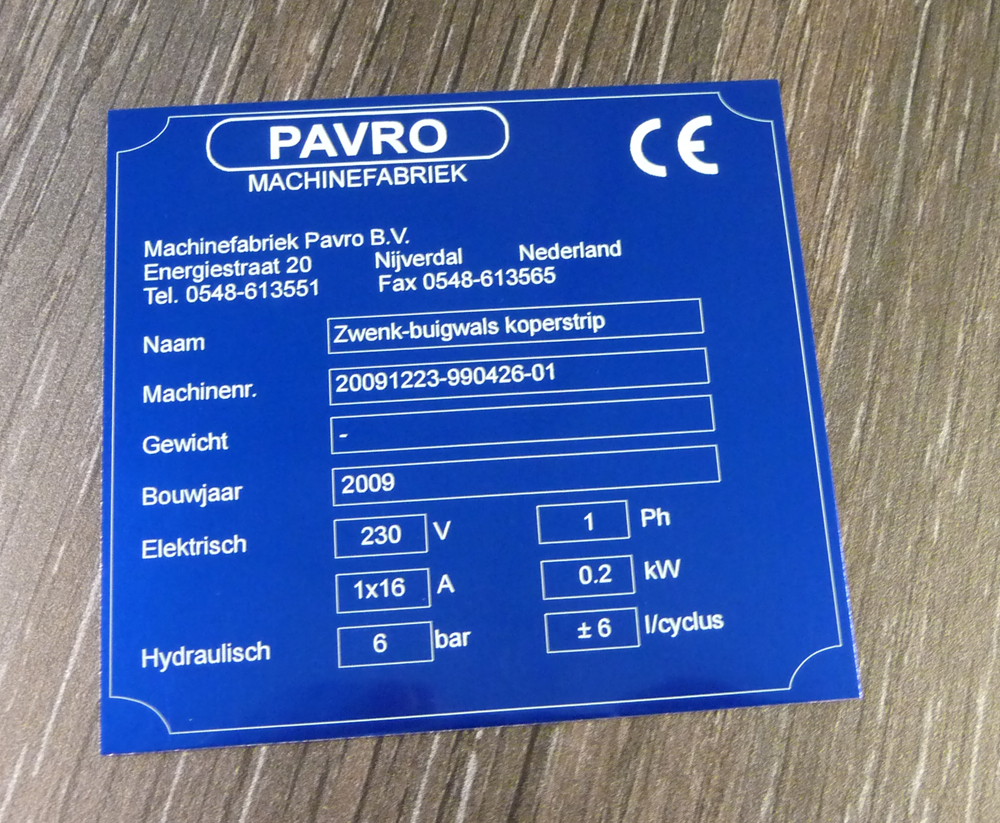 PAVRO
MACHINEFABRIEK
CE
Machinefabriek Pavro B.V.
Energiestraat 20 Nijverdal Nederland
Tel. 0548-613551 Fax 0548-613565
Naam Zwenk-buigwals koperstrip
Machinenr. 20091223-990426-01
Gewicht -
Bouwjaar 2009
Elektrisch 230 V 1 Ph
1x16 A 0.2 kW
Hydraulisch 6 bar ± 6 l/cyclus